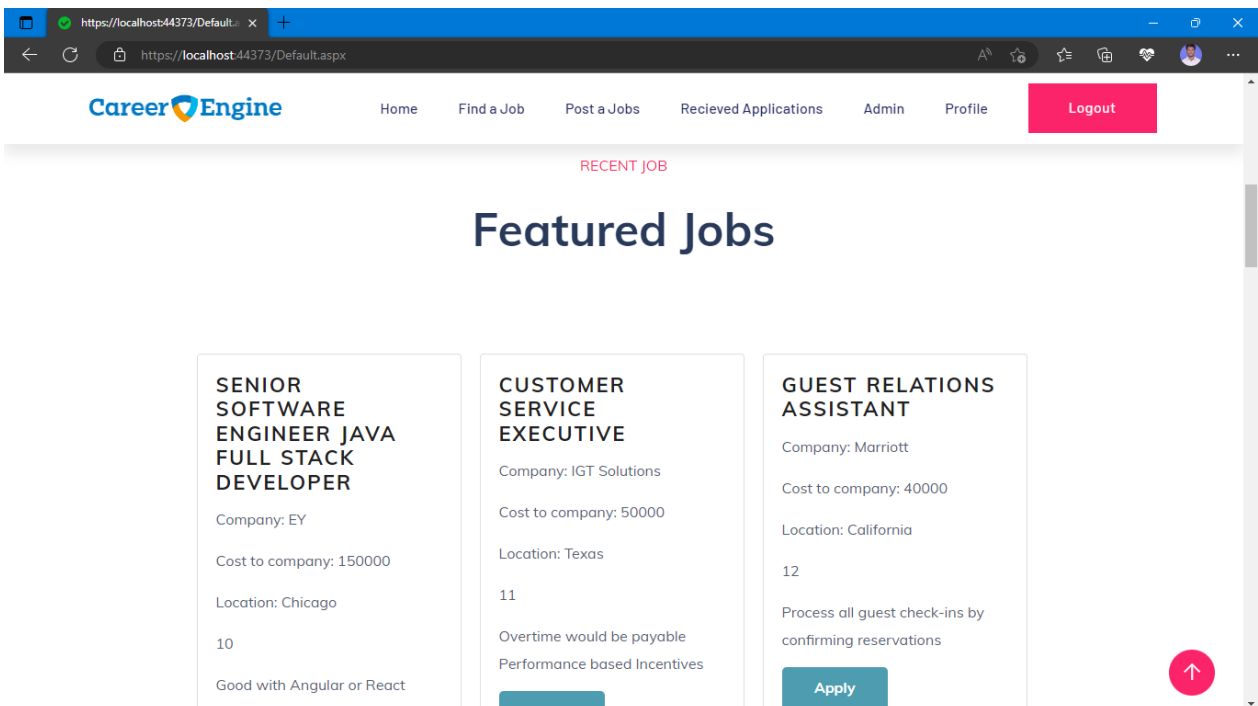 https://localhost:44373/Default.a
https://localhost:44373/Default.aspx
Career Engine
Home
Find a Job
Post a Jobs
Recieved Applications
Admin
Profile
Logout
RECENT JOB
Featured Jobs
SENIOR
SOFTWARE
ENGINEER JAVA
FULL STACK
DEVELOPER
Company: EY
Cost to company: 150000
Location: Chicago
10
Good with Angular or React
CUSTOMER
SERVICE
EXECUTIVE
Company: IGT Solutions
Cost to company: 50000
Location: Texas
11
Overtime would be payable
Performance based Incentives
GUEST RELATIONS
ASSISTANT
Company: Marriott
Cost to company: 40000
Location: California
12
Process all guest check-ins by
confirming reservations
Apply